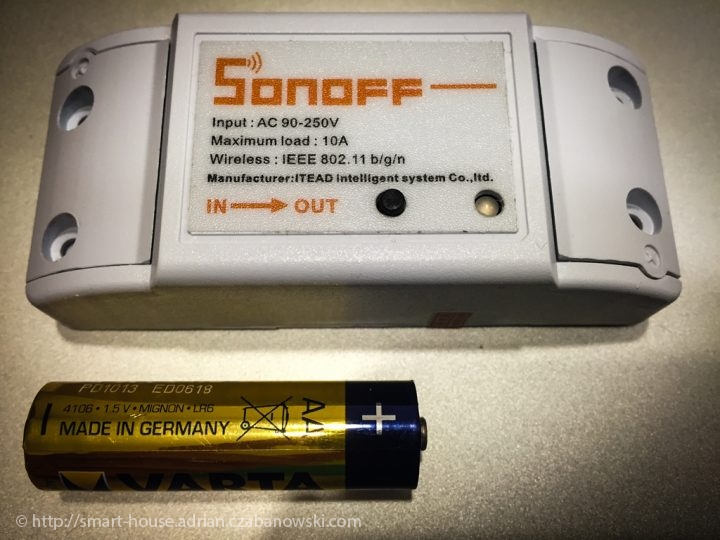 SONOFF
Input : AC 90-250V
Maximum load : 10A
Wireless : IEEE 802.11 b/g/n
Manufacturer:ITEAD intelligent system Co.,ltd.
IN → OUT
PD1013 ED0618
4106 • 1.5 V • MIGNON • LR6
MADE IN GERMANY
AA
+
VARTA
© http://smart-house.adrian.czabanowski.com